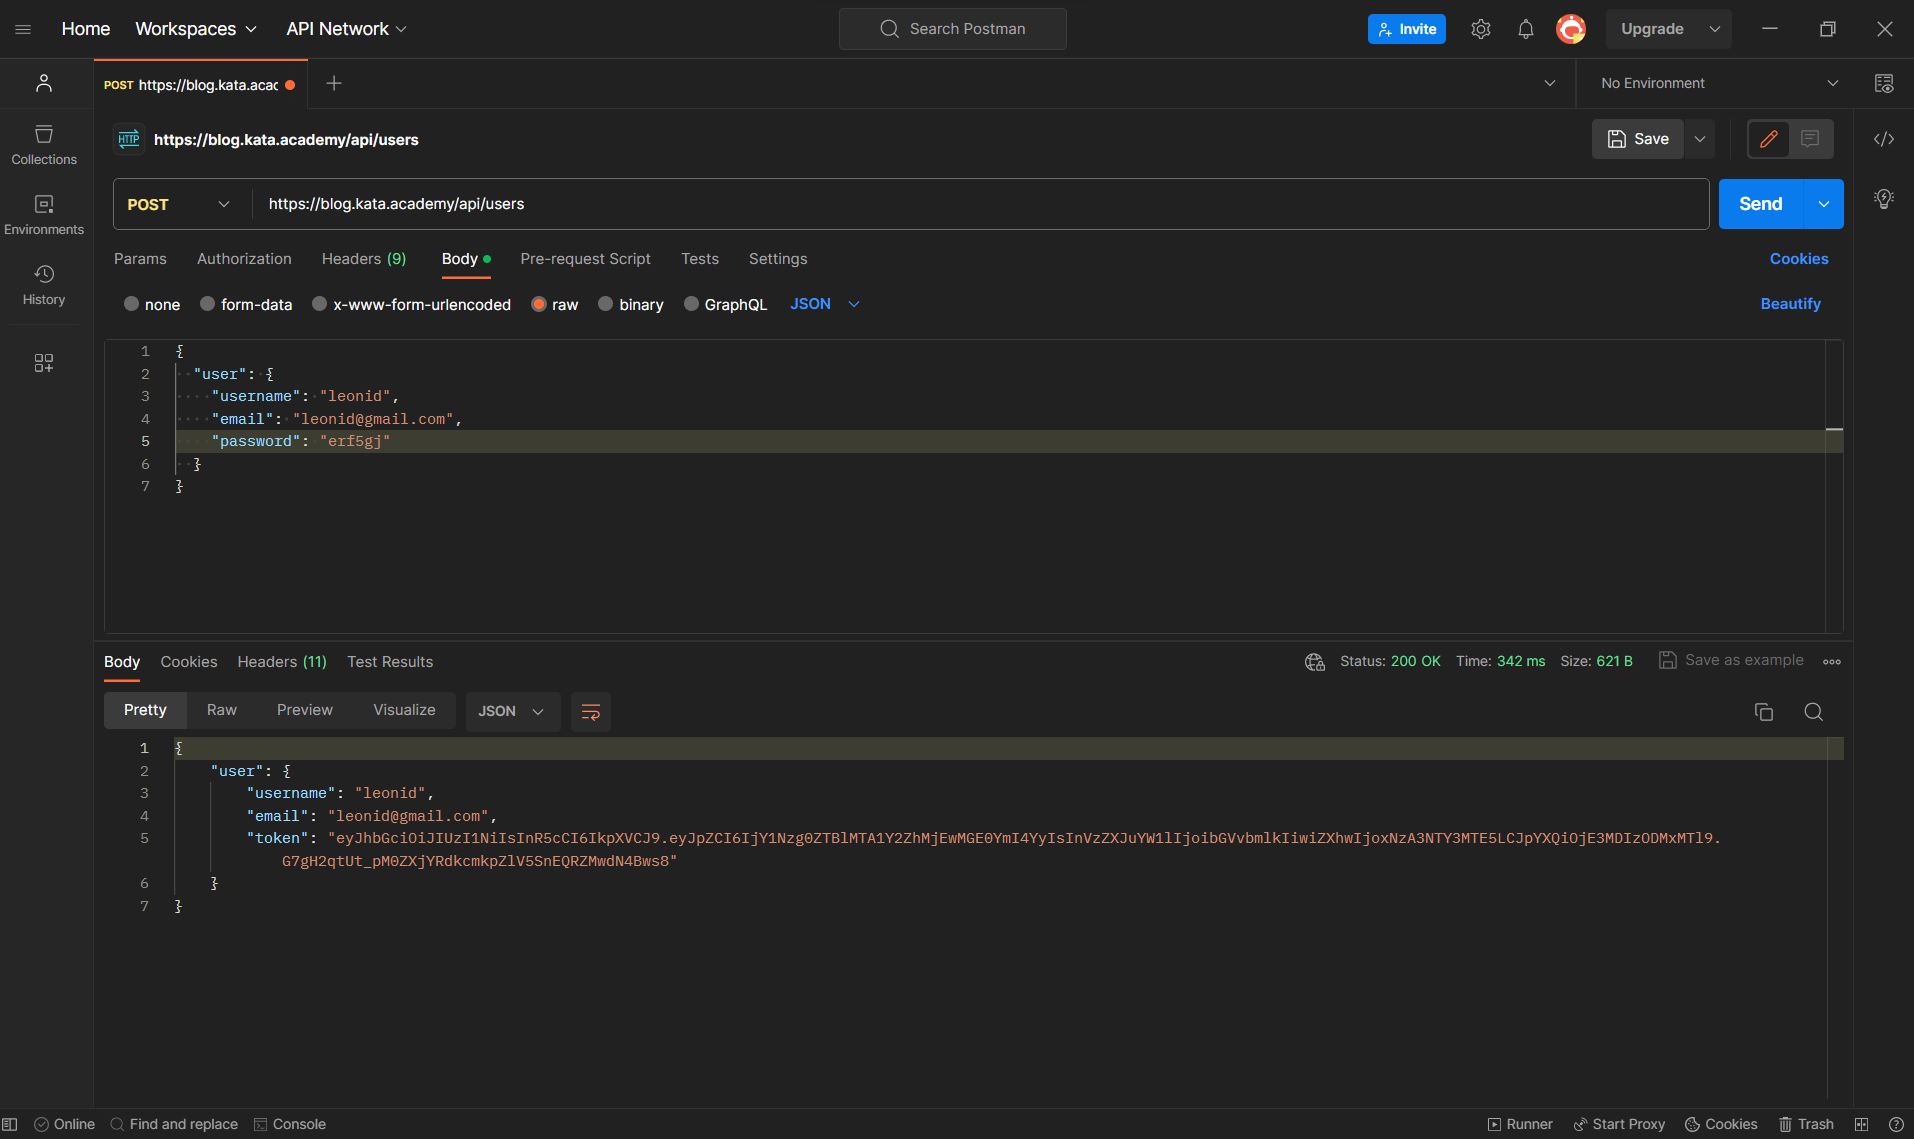 Home Workspaces API Network Search Postman Invite Upgrade
POST https://blog.kata.acac No Environment
HTTP https://blog.kata.academy/api/users Save
Collections
POST https://blog.kata.academy/api/users Send
Environments
Params Authorization Headers (9) Body Pre-request Script Tests Settings Cookies
History
none form-data x-www-form-urlencoded raw binary GraphQL JSON Beautify
1 {
2 "user": {
3 "username": "leonid",
4 "email": "leonid@gmail.com",
5 "password": "erf5gj"
6 }
7 }
Body Cookies Headers (11) Test Results Status: 200 OK Time: 342 ms Size: 621 B Save as example
Pretty Raw Preview Visualize JSON
1 {
2 "user": {
3 "username": "leonid",
4 "email": "leonid@gmail.com",
5 "token": "eyJhbGciOiJIUzI1NiIsInR5cCI6IkpXVCJ9.eyJpZCI6IjY1Nzg0ZTBlMTA1Y2ZhMjEwMGE0YmI4YyIsInVzZXJuYW1lIjoibGVvbmlkIiwiZXhwIjoxNzA3NTY3MTE5LCJpYXQiOjE3MDIzODMxMTl9.
G7gH2qtUt_pM0ZXjYRdkcmkpZlV5SnEQRZMwdN4Bws8"
6 }
7 }
Online Find and replace Console Runner Start Proxy Cookies Trash